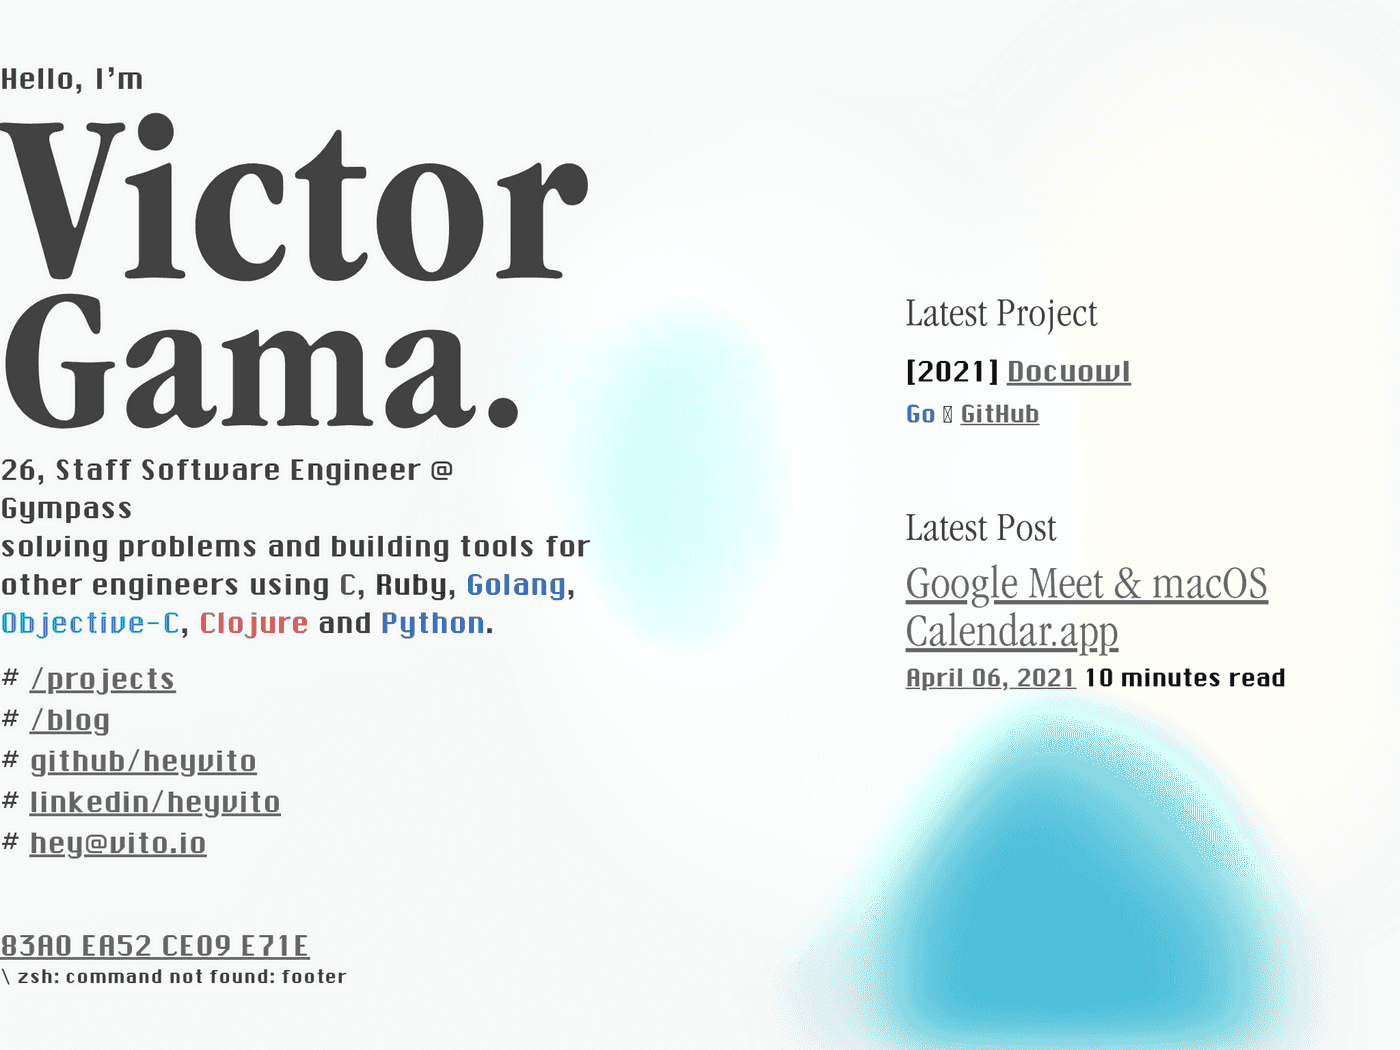 Hello, I’m
Victor
Gama.
26, Staff Software Engineer @
Gympass
solving problems and building tools for
other engineers using C, Ruby, Golang,
Objective-C, Clojure and Python.
# /projects
# /blog
# github/heyvito
# linkedin/heyvito
# hey@vito.io
83A0 EA52 CE09 E71E
\ zsh: command not found: footer
Latest Project
[2021] Docuowl
Go GitHub
Latest Post
Google Meet & macOS
Calendar.app
April 06, 2021 10 minutes read